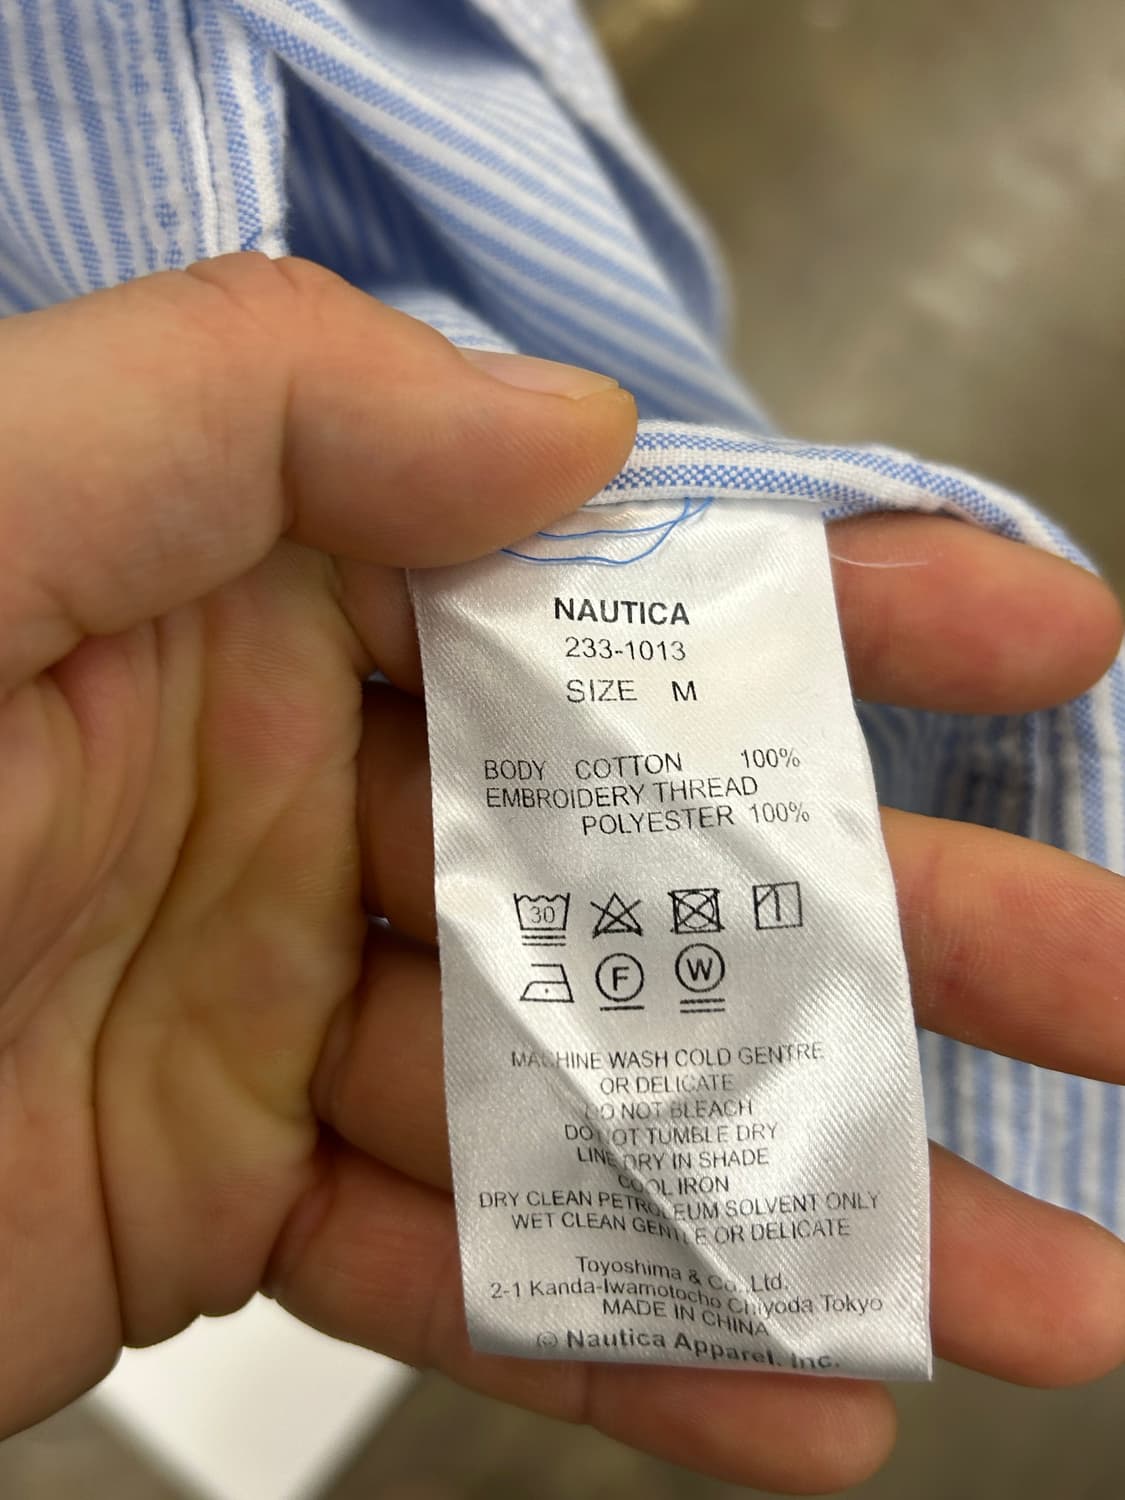 NAUTICA
233-1013
SIZE M
BODY COTTON 100%
EMBROIDERY THREAD
POLYESTER 100%
30
F W
MACHINE WASH COLD GENTRE
OR DELICATE
DO NOT BLEACH
DO NOT TUMBLE DRY
LINE DRY IN SHADE
COOL IRON
DRY CLEAN PETROLEUM SOLVENT ONLY
WET CLEAN GENTLE OR DELICATE
Toyoshima & Co.,Ltd.
2-1 Kanda-Iwamotocho Chiyoda Tokyo
MADE IN CHINA
© Nautica Apparel, Inc.